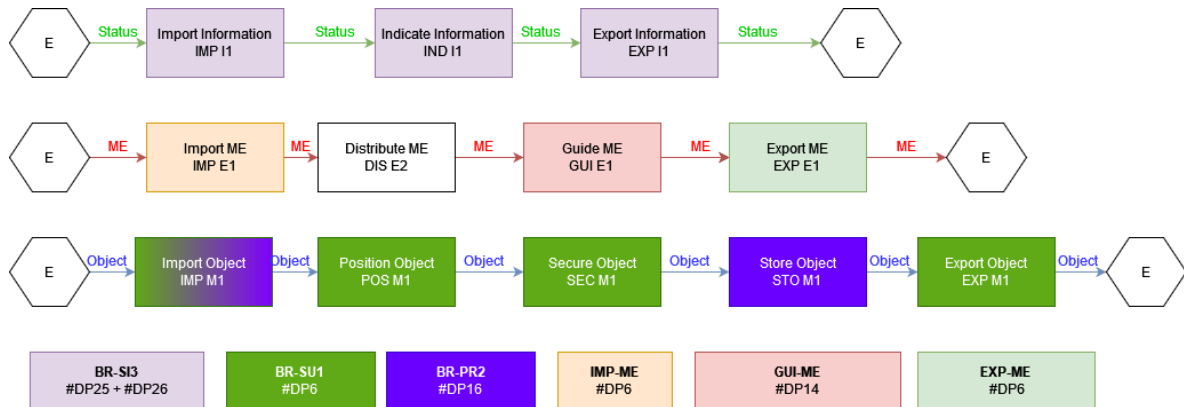 E
Status
Import Information
IMP I1
Status
Indicate Information
IND I1
Status
Export Information
EXP I1
Status
E
E
ME
Import ME
IMP E1
ME
Distribute ME
DIS E2
ME
Guide ME
GUI E1
ME
Export ME
EXP E1
ME
E
E
Object
Import Object
IMP M1
Object
Position Object
POS M1
Object
Secure Object
SEC M1
Object
Store Object
STO M1
Object
Export Object
EXP M1
Object
E
BR-SI3
#DP25 + #DP26
BR-SU1
#DP6
BR-PR2
#DP16
IMP-ME
#DP6
GUI-ME
#DP14
EXP-ME
#DP6